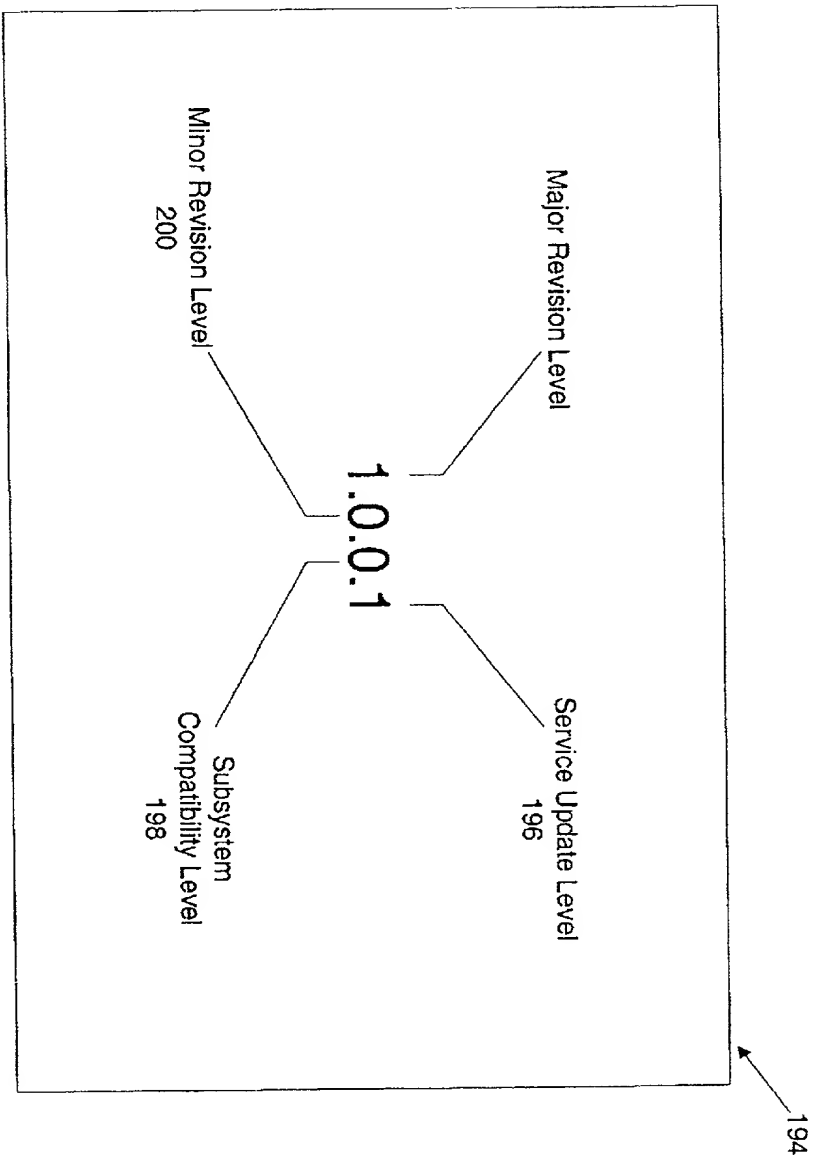 194
Major Revision Level
Service Update Level
196
1.0.0.1
Minor Revision Level
200
Subsystem
Compatibility Level
198